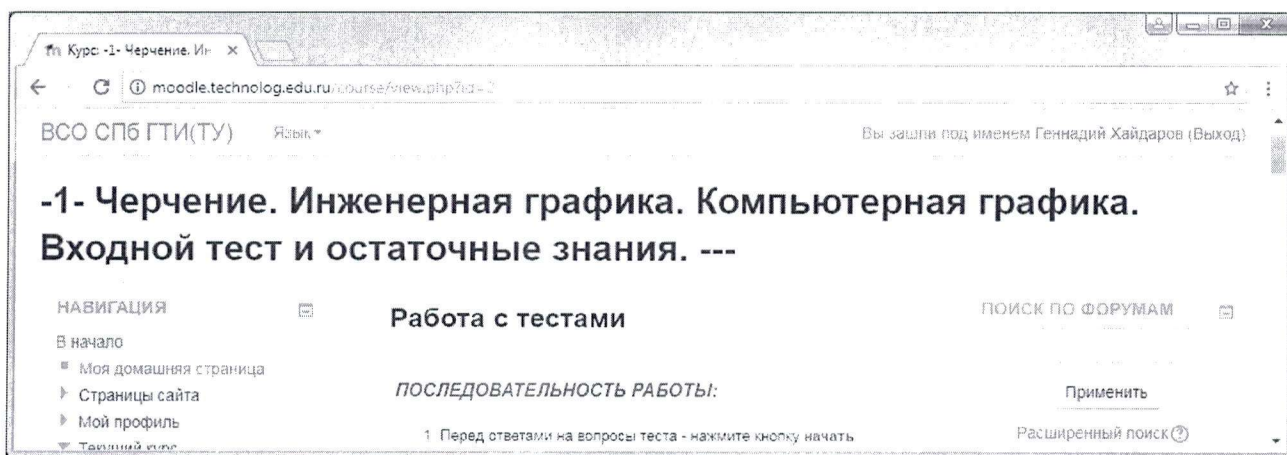 Курс: -1- Черчение. Ин
moodle.technolog.edu.ru/course/view.php?id=2
ВСО СПб ГТИ(ТУ)
Язык
Вы зашли под именем Геннадий Хайдаров (Выход)
-1- Черчение. Инженерная графика. Компьютерная графика.
Входной тест и остаточные знания. ---
НАВИГАЦИЯ
В начало
Моя домашняя страница
Страницы сайта
Мой профиль
Текущий курс
Работа с тестами
ПОСЛЕДОВАТЕЛЬНОСТЬ РАБОТЫ:
1 Перед ответами на вопросы теста - нажмите кнопку начать
ПОИСК ПО ФОРУМАМ
Применить
Расширенный поиск